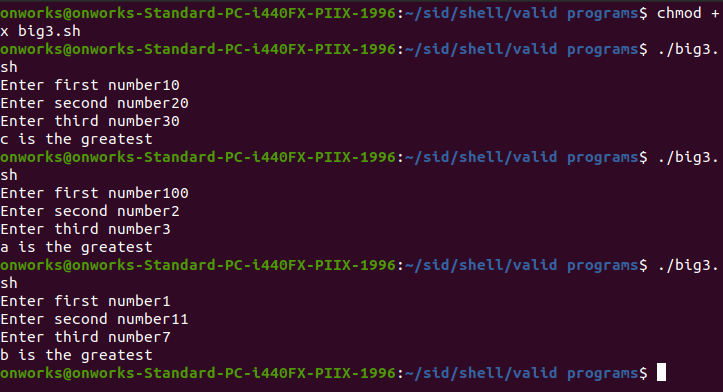 onworks@onworks-Standard-PC-i440FX-PIIX-1996:~/sid/shell/valid programs$ chmod +
x big3.sh
onworks@onworks-Standard-PC-i440FX-PIIX-1996:~/sid/shell/valid programs$ ./big3.
sh
Enter first number10
Enter second number20
Enter third number30
c is the greatest
onworks@onworks-Standard-PC-i440FX-PIIX-1996:~/sid/shell/valid programs$ ./big3.
sh
Enter first number100
Enter second number2
Enter third number3
a is the greatest
onworks@onworks-Standard-PC-i440FX-PIIX-1996:~/sid/shell/valid programs$ ./big3.
sh
Enter first number1
Enter second number11
Enter third number7
b is the greatest
onworks@onworks-Standard-PC-i440FX-PIIX-1996:~/sid/shell/valid programs$